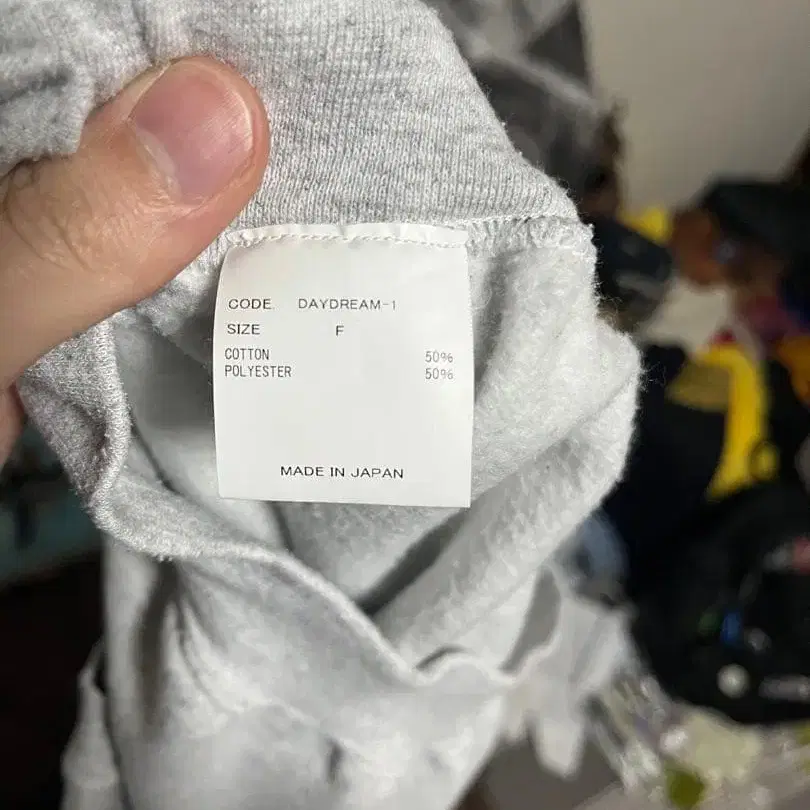 CODE. DAYDREAM-1
SIZE F
COTTON 50%
POLYESTER 50%
MADE IN JAPAN